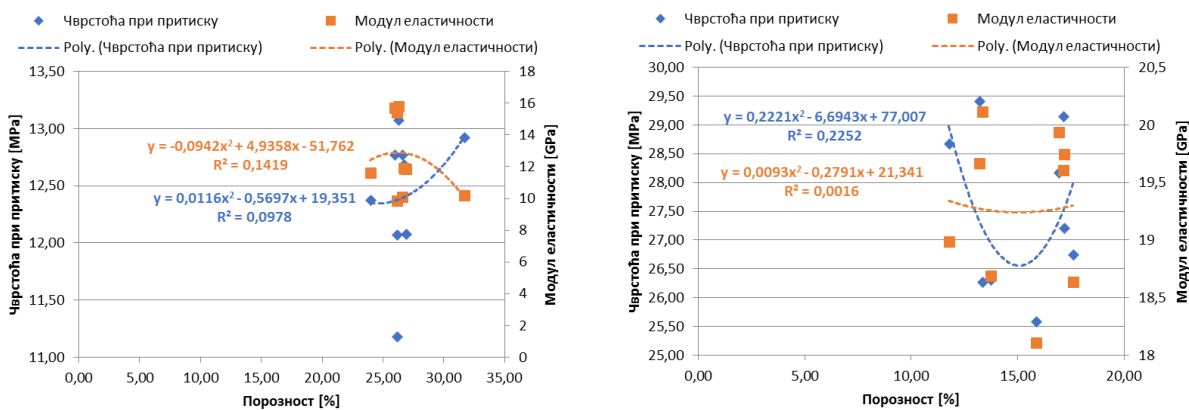 Чврстоћа при притиску
Модул еластичности
Poly. (Чврстоћа при притиску)
Poly. (Модул еластичности)
13,50
13,00
12,50
12,00
11,50
11,00
18
16
14
12
10
8
6
4
2
0
y = -0,0942x² + 4,9358x - 51,762
R² = 0,1419
y = 0,0116x² - 0,5697x + 19,351
R² = 0,0978
Чврстоћа при притиску [MPa]
Модул еластичности [GPa]
0,00 5,00 10,00 15,00 20,00 25,00 30,00 35,00
Порозност [%]
Чврстоћа при притиску
Модул еластичности
Poly. (Чврстоћа при притиску)
Poly. (Модул еластичности)
30,00
29,50
29,00
28,50
28,00
27,50
27,00
26,50
26,00
25,50
25,00
20,5
20
19,5
19
18,5
18
y = 0,2221x² - 6,6943x + 77,007
R² = 0,2252
y = 0,0093x² - 0,2791x + 21,341
R² = 0,0016
Чврстоћа при притиску [MPa]
Модул еластичности [GPa]
0,00 5,00 10,00 15,00 20,00
Порозност [%]